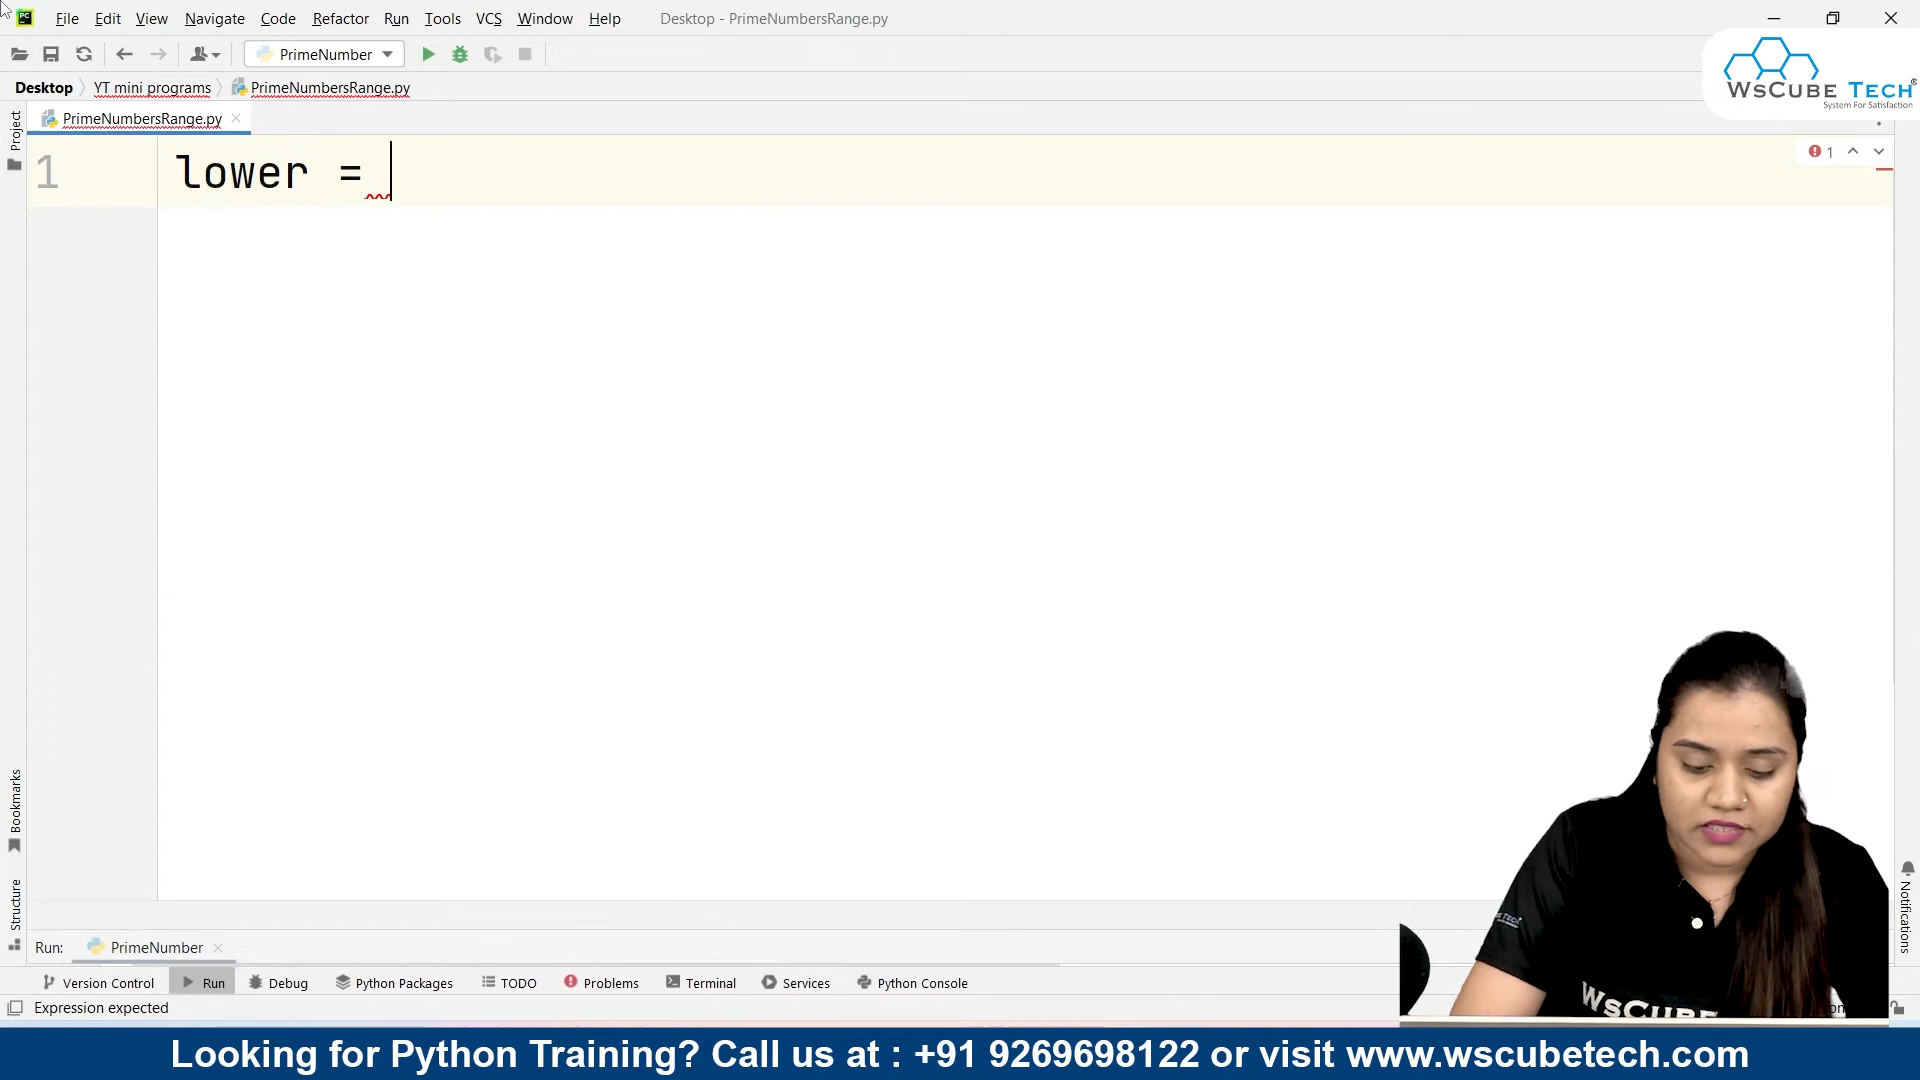 File Edit View Navigate Code Refactor Run Tools VCS Window Help Desktop - PrimeNumbersRange.py
PrimeNumber
WsCube Tech®
System For Satisfaction
Desktop YT mini programs PrimeNumbersRange.py
Project
PrimeNumbersRange.py
1 lower =
1
Bookmarks
Structure
Notifications
Run: PrimeNumber
Version Control Run Debug Python Packages TODO Problems Terminal Services Python Console
Expression expected
WsCube
Looking for Python Training? Call us at : +91 9269698122 or visit www.wscubetech.com